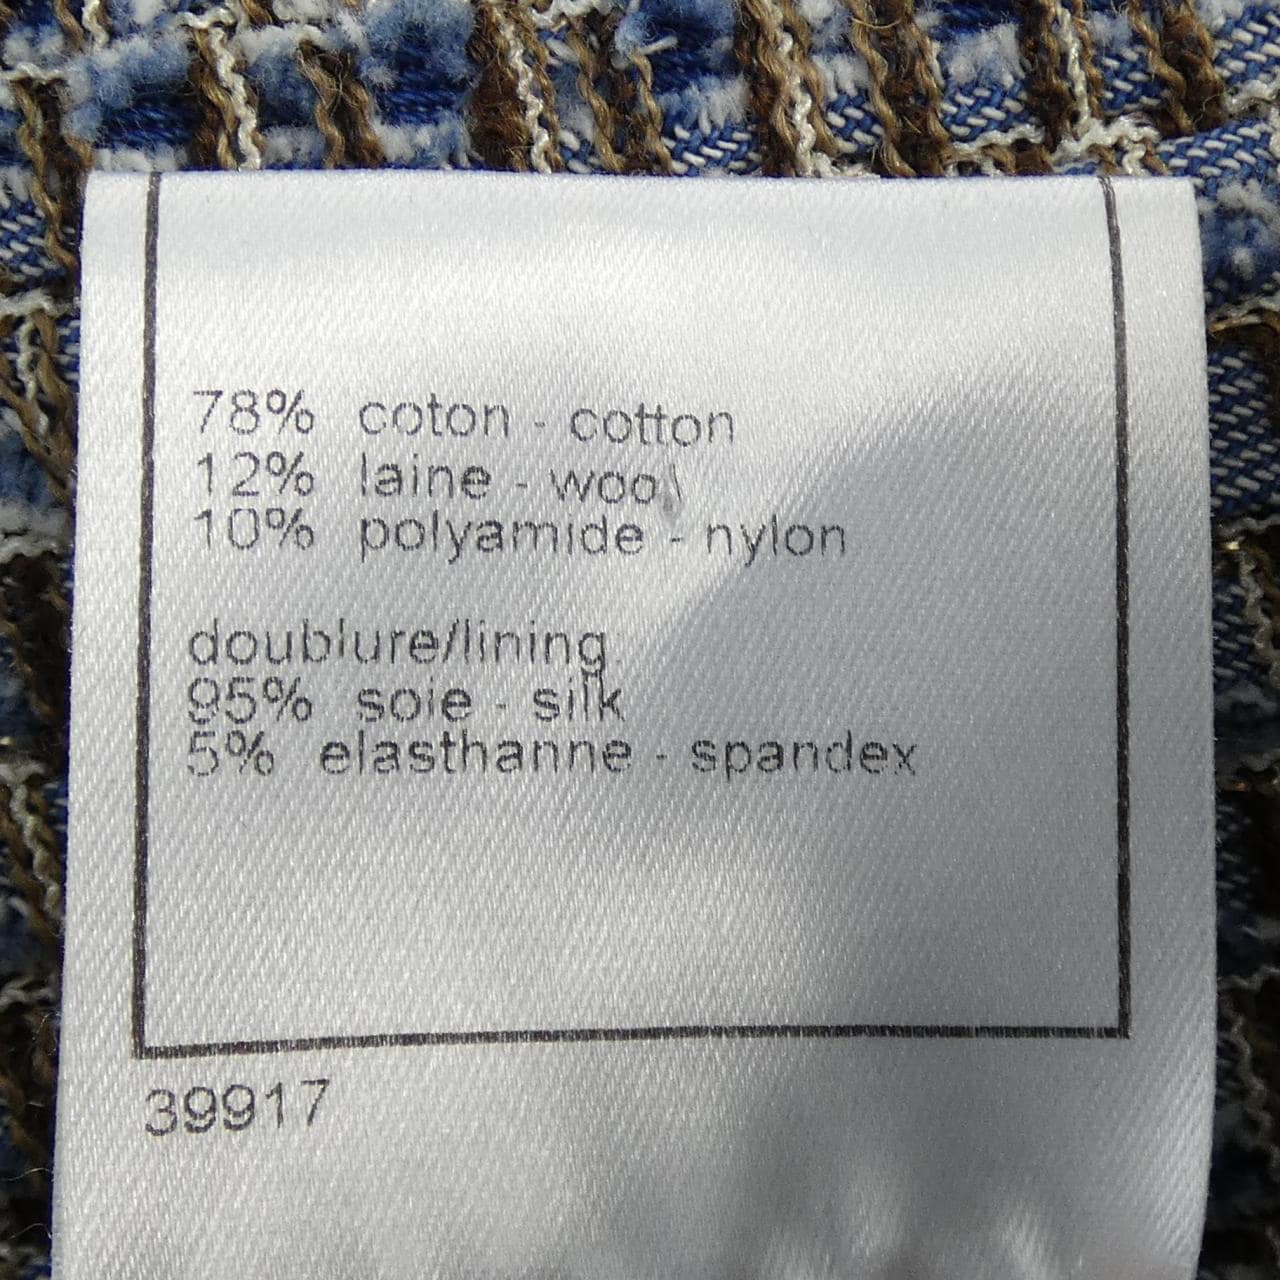 78% coton - cotton
12% laine - wool
10% polyamide - nylon
doublure/lining:
95% soie - silk
5% elasthanne - spandex
39917